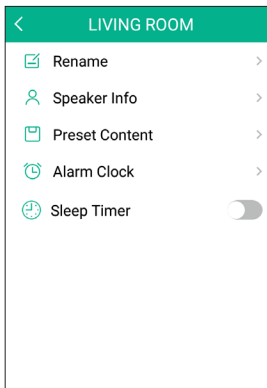 LIVING ROOM
Rename
Speaker Info
Preset Content
Alarm Clock
Sleep Timer